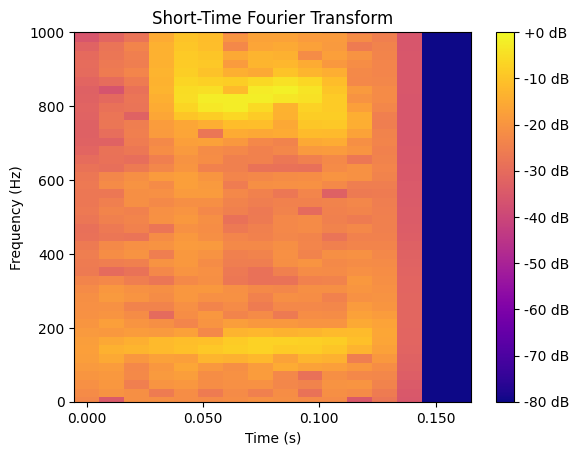 Short-Time Fourier Transform
1000
800
600
400
200
0
Frequency (Hz)
0.000
0.050
0.100
0.150
Time (s)
+0 dB
-10 dB
-20 dB
-30 dB
-40 dB
-50 dB
-60 dB
-70 dB
-80 dB